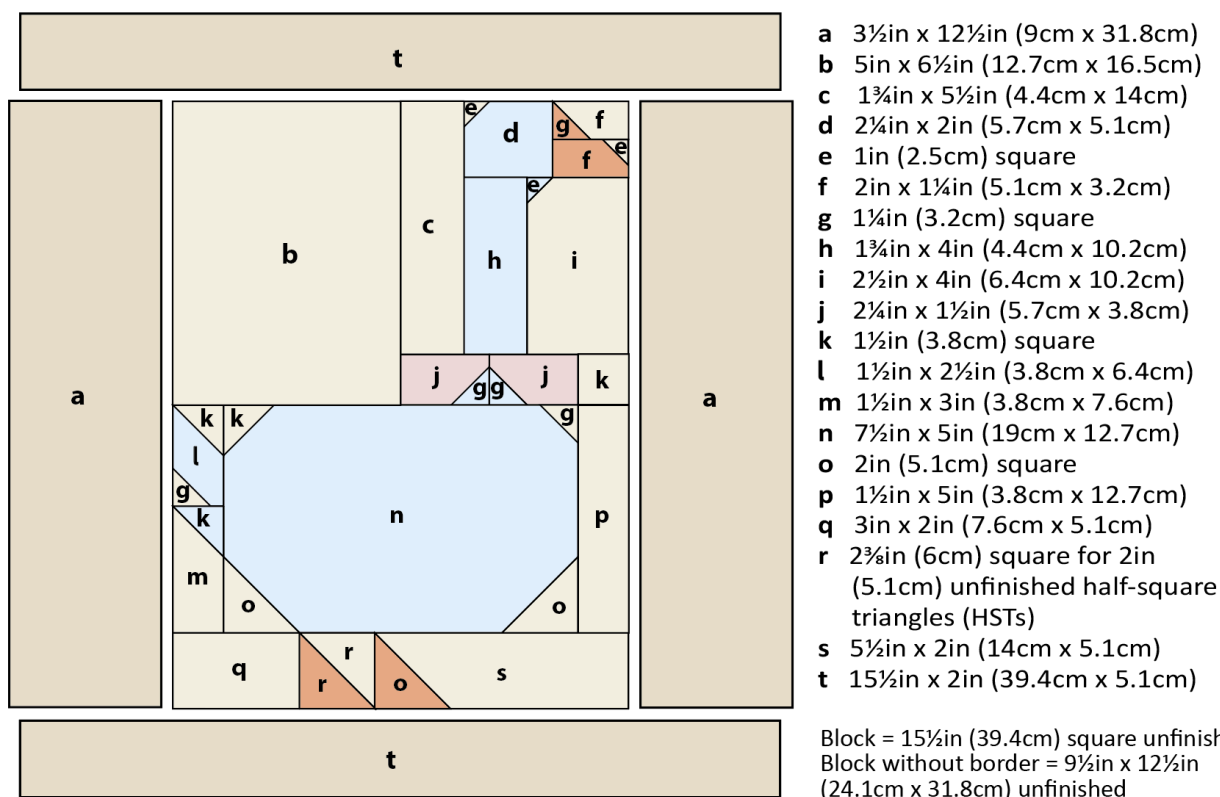 t
a
b
c
e
d
g
f
f
e
e
h
i
j
g
g
j
k
a
k
k
l
g
k
m
o
n
g
p
o
q
r
r
o
s
t
a 3½in x 12½in (9cm x 31.8cm)
b 5in x 6½in (12.7cm x 16.5cm)
c 1¾in x 5½in (4.4cm x 14cm)
d 2¼in x 2in (5.7cm x 5.1cm)
e 1in (2.5cm) square
f 2in x 1¼in (5.1cm x 3.2cm)
g 1¼in (3.2cm) square
h 1¾in x 4in (4.4cm x 10.2cm)
i 2½in x 4in (6.4cm x 10.2cm)
j 2¼in x 1½in (5.7cm x 3.8cm)
k 1½in (3.8cm) square
l 1½in x 2½in (3.8cm x 6.4cm)
m 1½in x 3in (3.8cm x 7.6cm)
n 7½in x 5in (19cm x 12.7cm)
o 2in (5.1cm) square
p 1½in x 5in (3.8cm x 12.7cm)
q 3in x 2in (7.6cm x 5.1cm)
r 2⅜in (6cm) square for 2in
(5.1cm) unfinished half-square
triangles (HSTs)
s 5½in x 2in (14cm x 5.1cm)
t 15½in x 2in (39.4cm x 5.1cm)
Block = 15½in (39.4cm) square unfinish
Block without border = 9½in x 12½in
(24.1cm x 31.8cm) unfinished